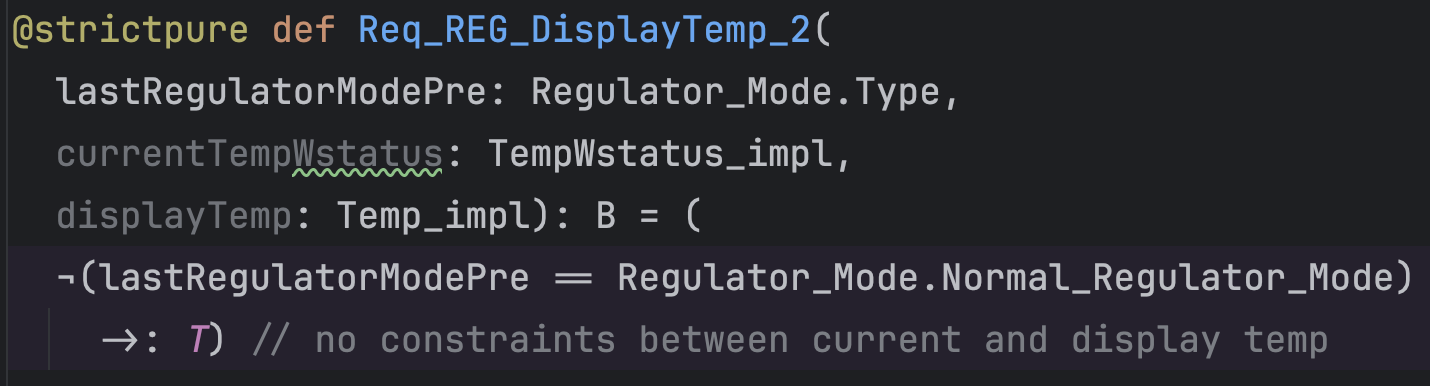 @strictpure def Req_REG_DisplayTemp_2(
lastRegulatorModePre: Regulator_Mode.Type,
currentTempWstatus: TempWstatus_impl,
displayTemp: Temp_impl): B = (
¬(lastRegulatorModePre == Regulator_Mode.Normal_Regulator_Mode)
->: T) // no constraints between current and display temp